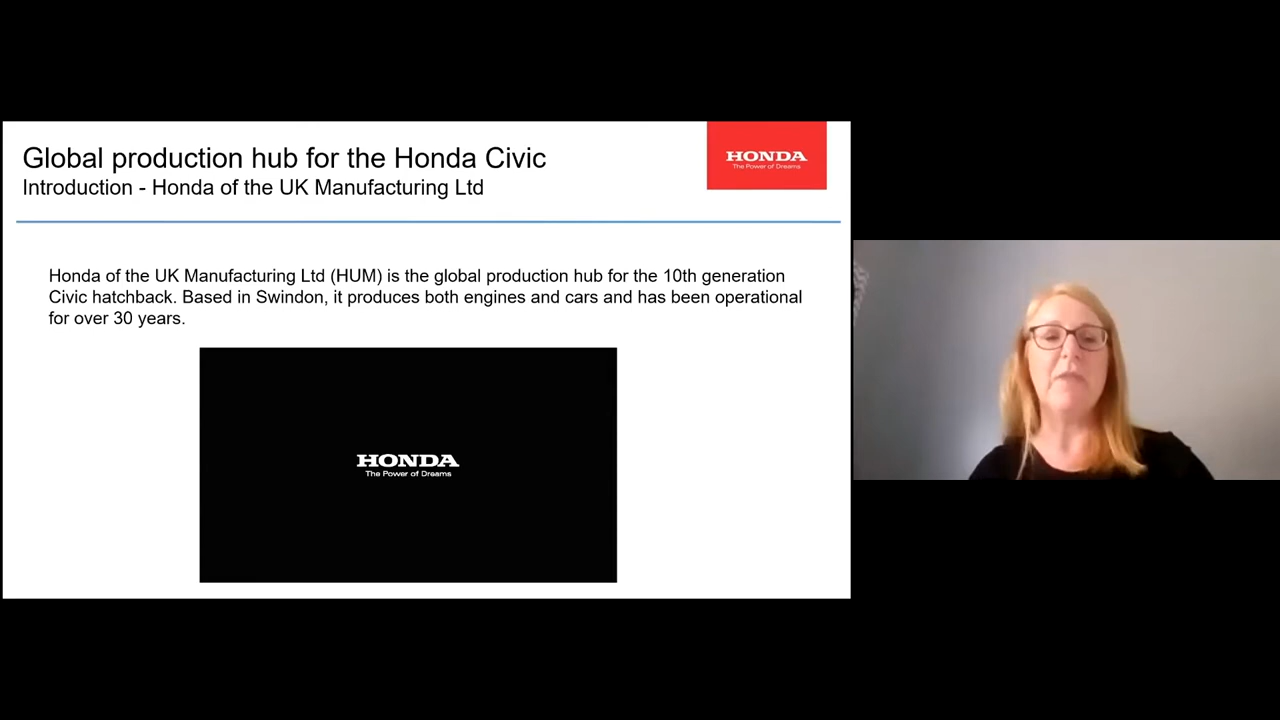 Global production hub for the Honda Civic
Introduction - Honda of the UK Manufacturing Ltd
HONDA
The Power of Dreams
Honda of the UK Manufacturing Ltd (HUM) is the global production hub for the 10th generation
Civic hatchback. Based in Swindon, it produces both engines and cars and has been operational
for over 30 years.
HONDA
The Power of Dreams